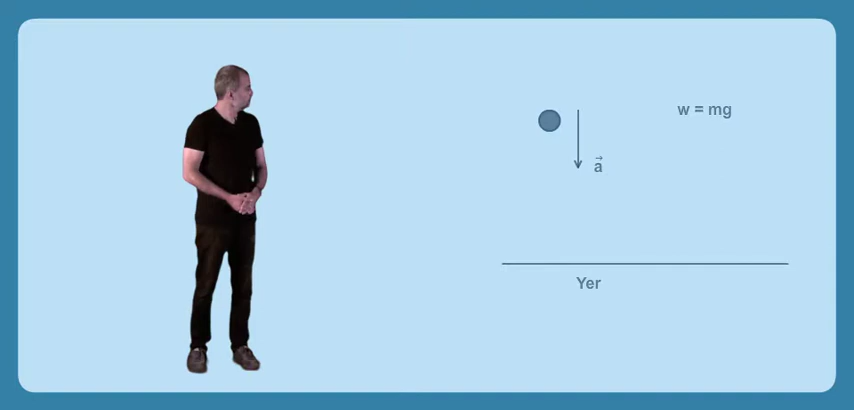 w = mg
a⃗
Yer